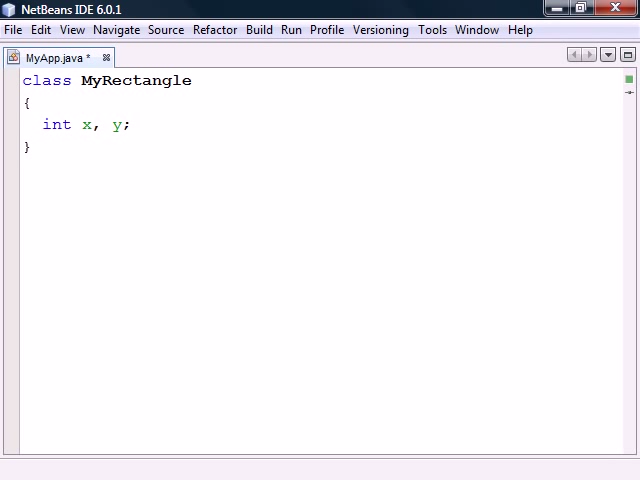 NetBeans IDE 6.0.1
File Edit View Navigate Source Refactor Build Run Profile Versioning Tools Window Help
MyApp.java *
class MyRectangle
{
int x, y;
}